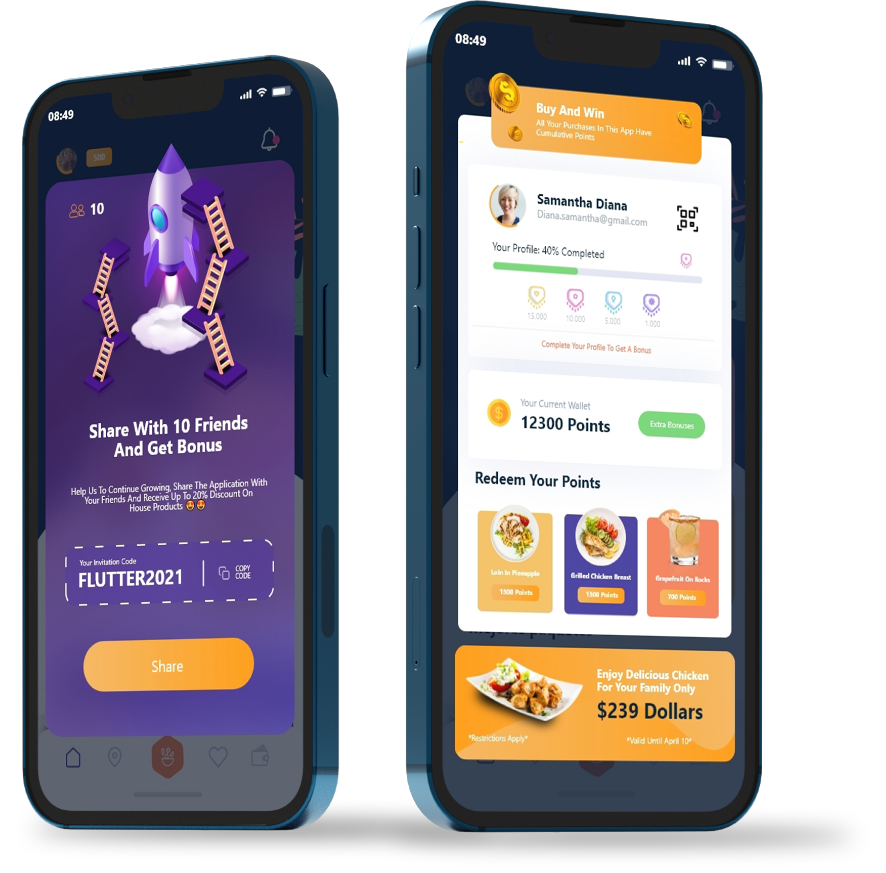 08:49
500
10
Share With 10 Friends
And Get Bonus
Help Us To Continue Growing, Share The Application With
Your Friends And Receive Up To 20% Discount On
House Products 😍😍
Your Invitation Code
FLUTTER2021
COPY
CODE
Share
08:49
Buy And Win
All Your Purchases In This App Have
Cumulative Points
Samantha Diana
Diana.samantha@gmail.com
Your Profile: 40% Completed
15.000
10.000
5.000
1.000
Complete Your Profile To Get A Bonus
Your Current Wallet
12300 Points
Extra Bonuses
Redeem Your Points
Loin In Pineapple
1500 Points
Grilled Chicken Breast
1500 Points
Grapefruit On Rocks
700 Points
Enjoy Delicious Chicken
For Your Family Only
$239 Dollars
*Restrictions Apply*
*Valid Until April 10*